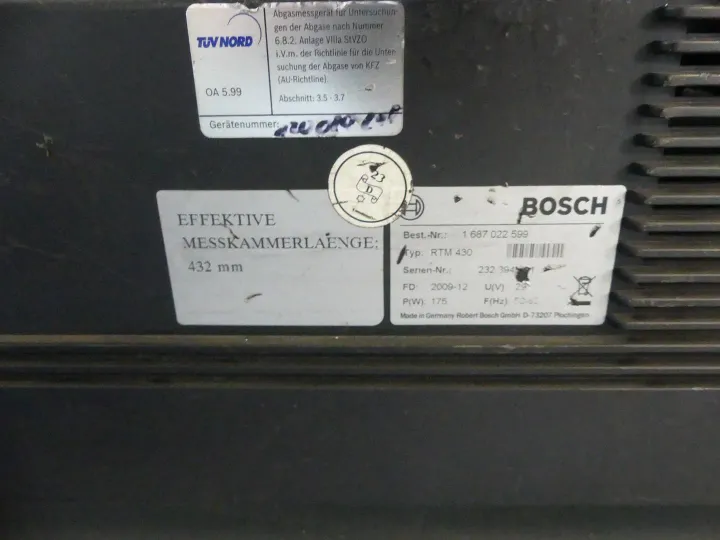 TÜV NORD
OA 5.99
Abgasmessgerät für Untersuchun-
gen der Abgase nach Nummer
6.8.2. Anlage VIIIa StVZO
i.V.m. der Richtlinie für die Unter-
suchung der Abgase von KFZ
(AU-Richtlinie)
Abschnitt: 3.5 - 3.7
Gerätenummer:
23
D
EFFEKTIVE
MESSKAMMERLAENGE:
432 mm
BOSCH
Best.-Nr.: 1 687 022 599
Typ: RTM 430
Serien-Nr.: 232
FD: 2009-12 U(V)
P(W): 175 F(Hz)
Made in Germany Robert Bosch GmbH D-73207 Plochingen